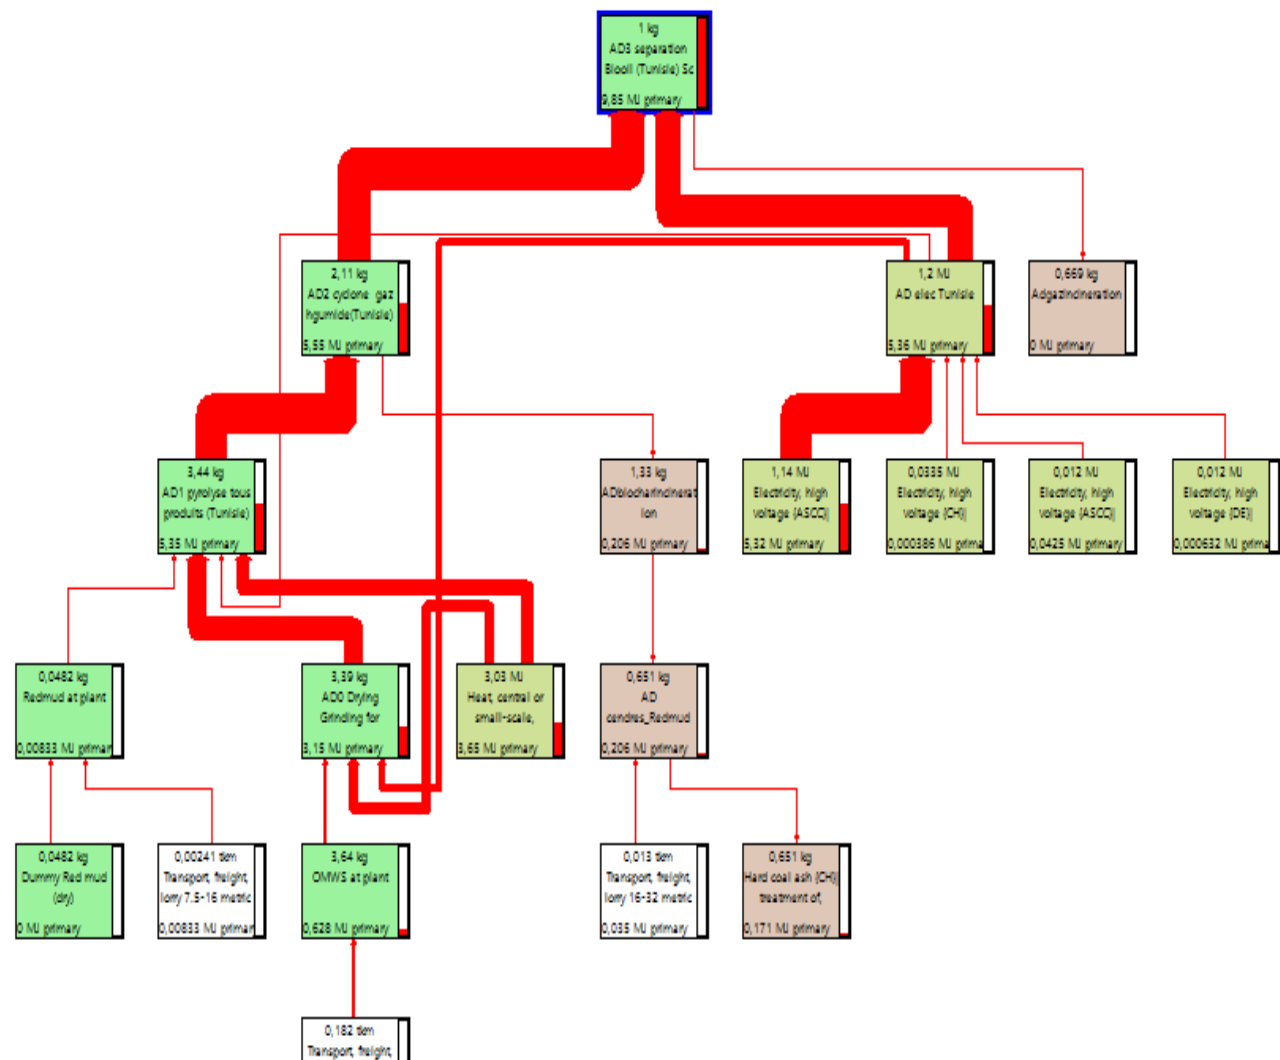 1 kg
AD3 separation
Biooil (Tunisie) Sc
9,85 MJ primary
2,11 kg
AD2 cyclone gaz
hgumide(Tunisie)
5,55 MJ primary
1,2 MJ
AD elec Tunisie
5,36 MJ primary
0,669 kg
Adgazincineration
0 MJ primary
3,44 kg
AD1 pyrolyse tous
produits (Tunisie)
5,35 MJ primary
1,33 kg
ADbiocharincinerat
ion
0,206 MJ primary
1,14 MJ
Electricity, high
voltage {ASCC}|
5,32 MJ primary
0,0335 MJ
Electricity, high
voltage {CH}|
0,000386 MJ prima
0,012 MJ
Electricity, high
voltage {ASCC}|
0,0425 MJ primary
0,012 MJ
Electricity, high
voltage {DE}|
0,000632 MJ prima
0,0482 kg
Redmud at plant
0,00833 MJ primar
3,39 kg
AD0 Drying
Grinding for
3,15 MJ primary
3,03 MJ
Heat, central or
small-scale,
3,65 MJ primary
0,651 kg
AD
cendres_Redmud
0,206 MJ primary
0,0482 kg
Dummy Red mud
(dry)
0 MJ primary
0,00241 tkm
Transport, freight,
lorry 7.5-16 metric
0,00833 MJ primar
3,64 kg
OMWS at plant
0,628 MJ primary
0,013 tkm
Transport, freight,
lorry 16-32 metric
0,035 MJ primary
0,651 kg
Hard coal ash {CH}|
treatment of,
0,171 MJ primary
0,182 tkm
Transport, freight,